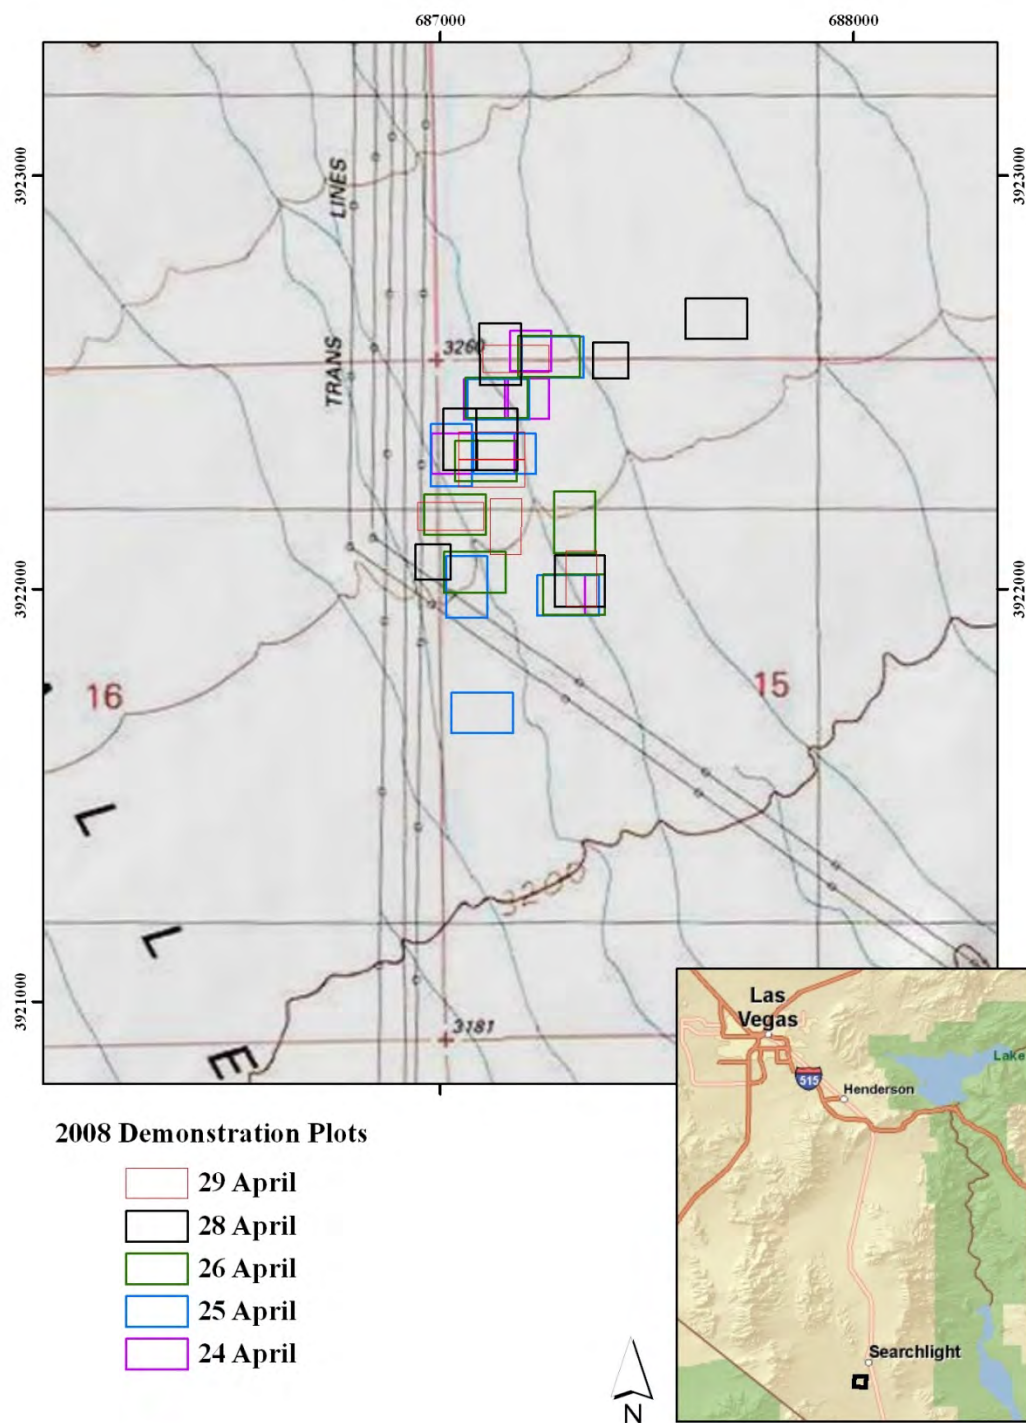 687000
688000
3923000
3923000
LINES
TRANS
3260
3922000
3922000
16
15
L
3200
L
3921000
3181
E
Las
Vegas
515
Henderson
Lake
Searchlight
2008 Demonstration Plots
29 April
28 April
26 April
25 April
24 April
N